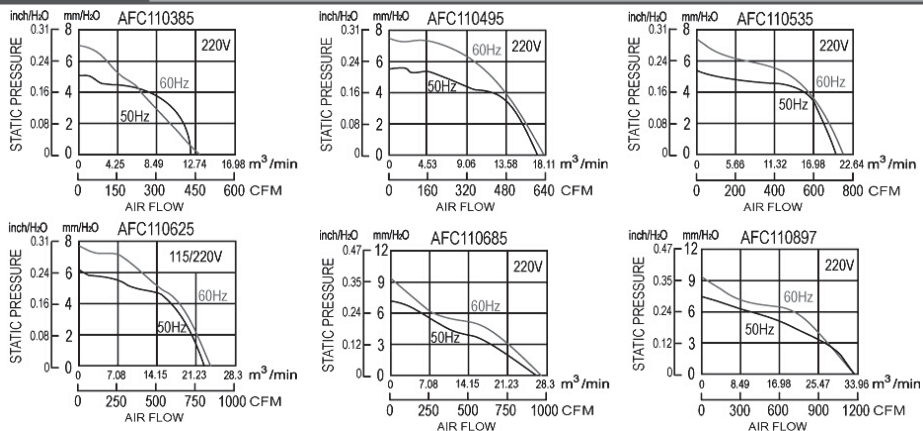 inch/H2O mm/H2O AFC110385
0.31 8
220V
0.24 6
60Hz
0.16 4
50Hz
0.08 2
0 0
STATIC PRESSURE
0 4.25 8.49 12.74 16.98 m³/min
0 150 300 450 600 CFM
AIR FLOW
inch/H2O mm/H2O AFC110495
0.31 8
60Hz 220V
0.24 6
50Hz
0.16 4
0.08 2
0 0
STATIC PRESSURE
0 4.53 9.06 13.58 18.11 m³/min
0 160 320 480 640 CFM
AIR FLOW
inch/H2O mm/H2O AFC110535
0.31 8
220V
0.24 6
60Hz
0.16 4
50Hz
0.08 2
0 0
STATIC PRESSURE
0 5.66 11.32 16.98 22.64 m³/min
0 200 400 600 800 CFM
AIR FLOW
inch/H2O mm/H2O AFC110625
0.31 8
115/220V
0.24 6
60Hz
0.16 4
50Hz
0.08 2
0 0
STATIC PRESSURE
0 7.08 14.15 21.23 28.3 m³/min
0 250 500 750 1000 CFM
AIR FLOW
inch/H2O mm/H2O AFC110685
0.47 12
220V
0.35 9
60Hz
0.24 6
50Hz
0.12 3
0 0
STATIC PRESSURE
0 7.08 14.15 21.23 28.3 m³/min
0 250 500 750 1000 CFM
AIR FLOW
inch/H2O mm/H2O AFC110897
0.47 12
220V
0.35 9
60Hz
0.24 6
50Hz
0.12 3
0 0
STATIC PRESSURE
0 8.49 16.98 25.47 33.96 m³/min
0 300 600 900 1200 CFM
AIR FLOW